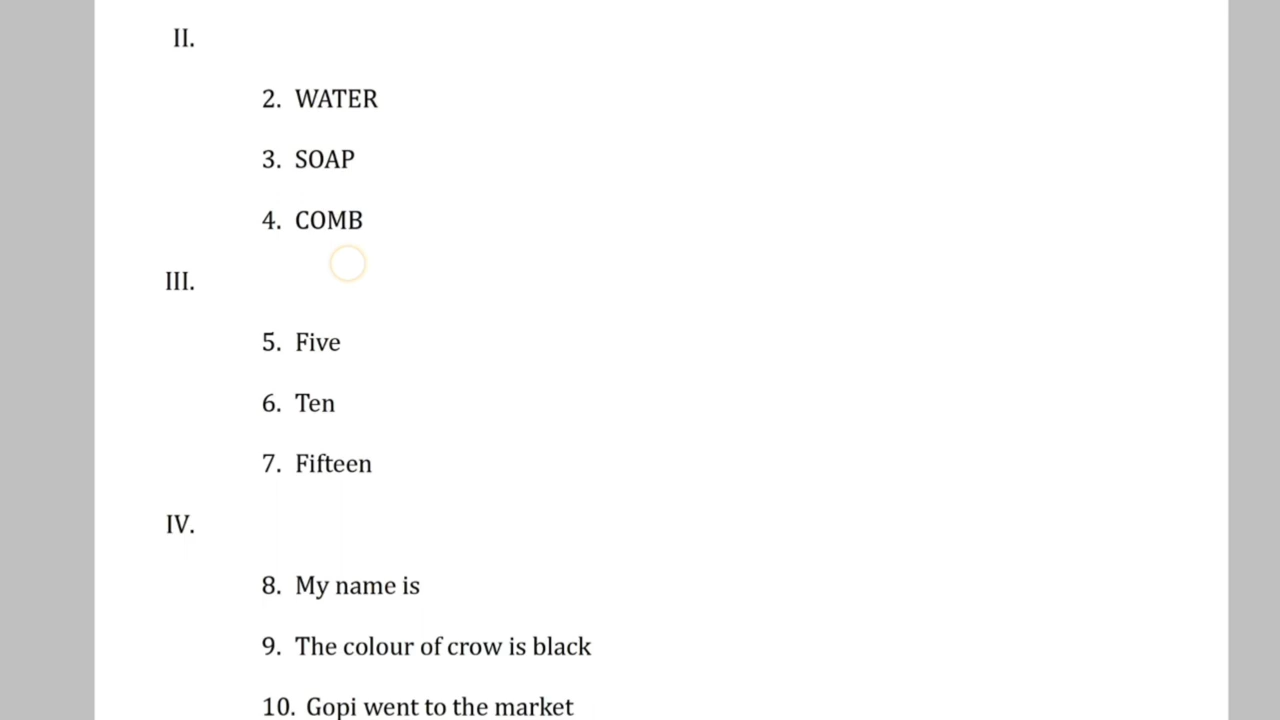 II.
2. WATER
3. SOAP
4. COMB
III.
5. Five
6. Ten
7. Fifteen
IV.
8. My name is
9. The colour of crow is black
10. Gopi went to the market